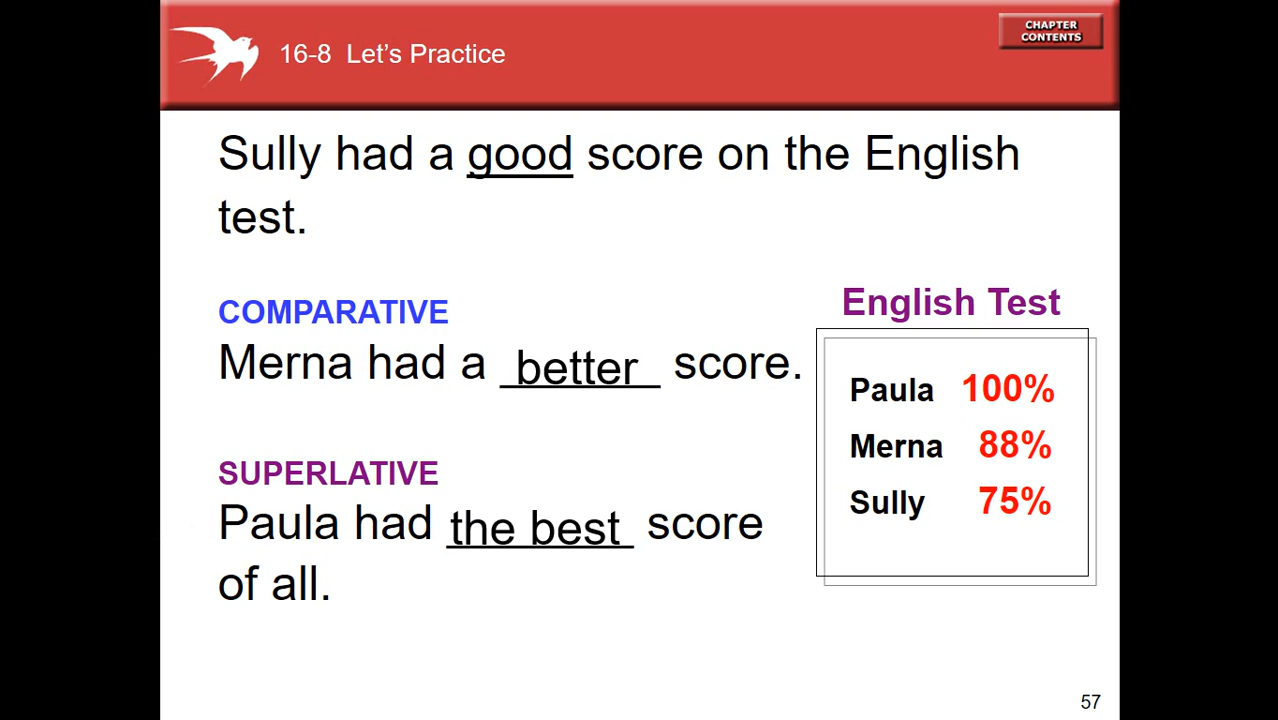 CHAPTER
CONTENTS
16-8 Let's Practice
Sully had a good score on the English
test.
COMPARATIVE
Merna had a better score.
SUPERLATIVE
Paula had the best score
of all.
English Test
Paula 100%
Merna 88%
Sully 75%
57